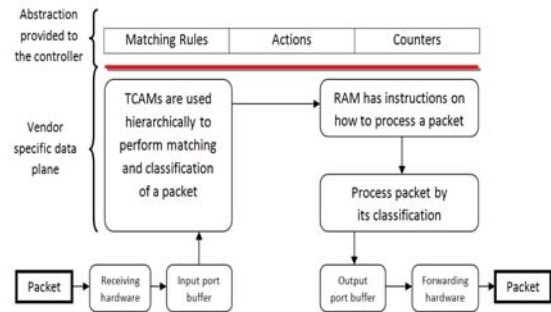 Abstraction
provided to
the controller
Matching Rules
Actions
Counters
Vendor
specific data
plane
TCAMs are used
hierarchically to
perform matching
and classification
of a packet
RAM has instructions on
how to process a packet
Process packet by
its classification
Packet
Receiving
hardware
Input port
buffer
Output
port buffer
Forwarding
hardware
Packet